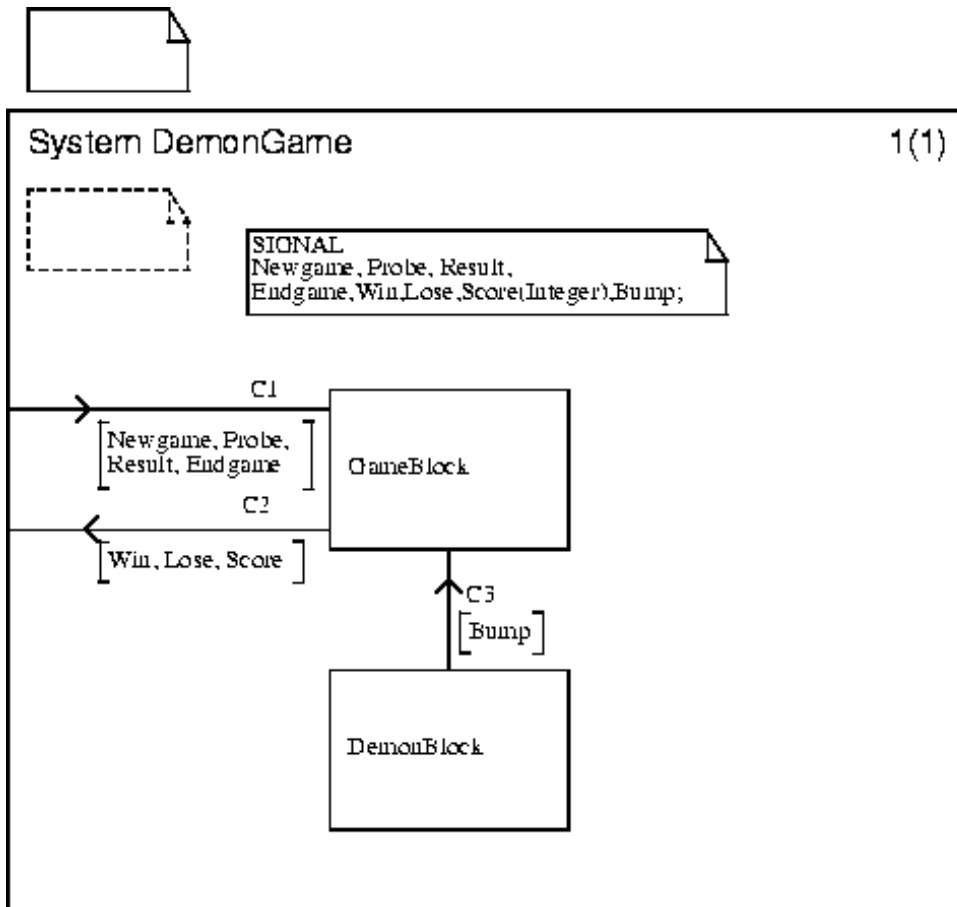 System DemonGame
1(1)
SIGNAL
Newgame, Probe, Result,
Endgame,Win,Lose,Score(Integer),Bump;
C1
Newgame, Probe,
Result, Endgame
GameBlock
C2
Win, Lose, Score
C3
Bump
DemonBlock